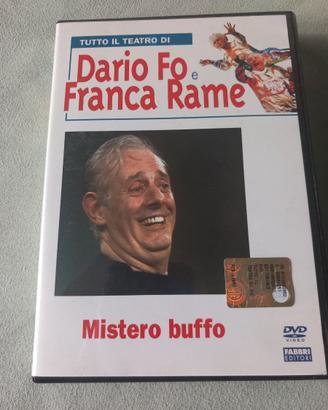 TUTTO IL TEATRO DI
Dario Fo e
Franca Rame
Mistero buffo
DVD
VIDEO
FABBRI
EDITORI